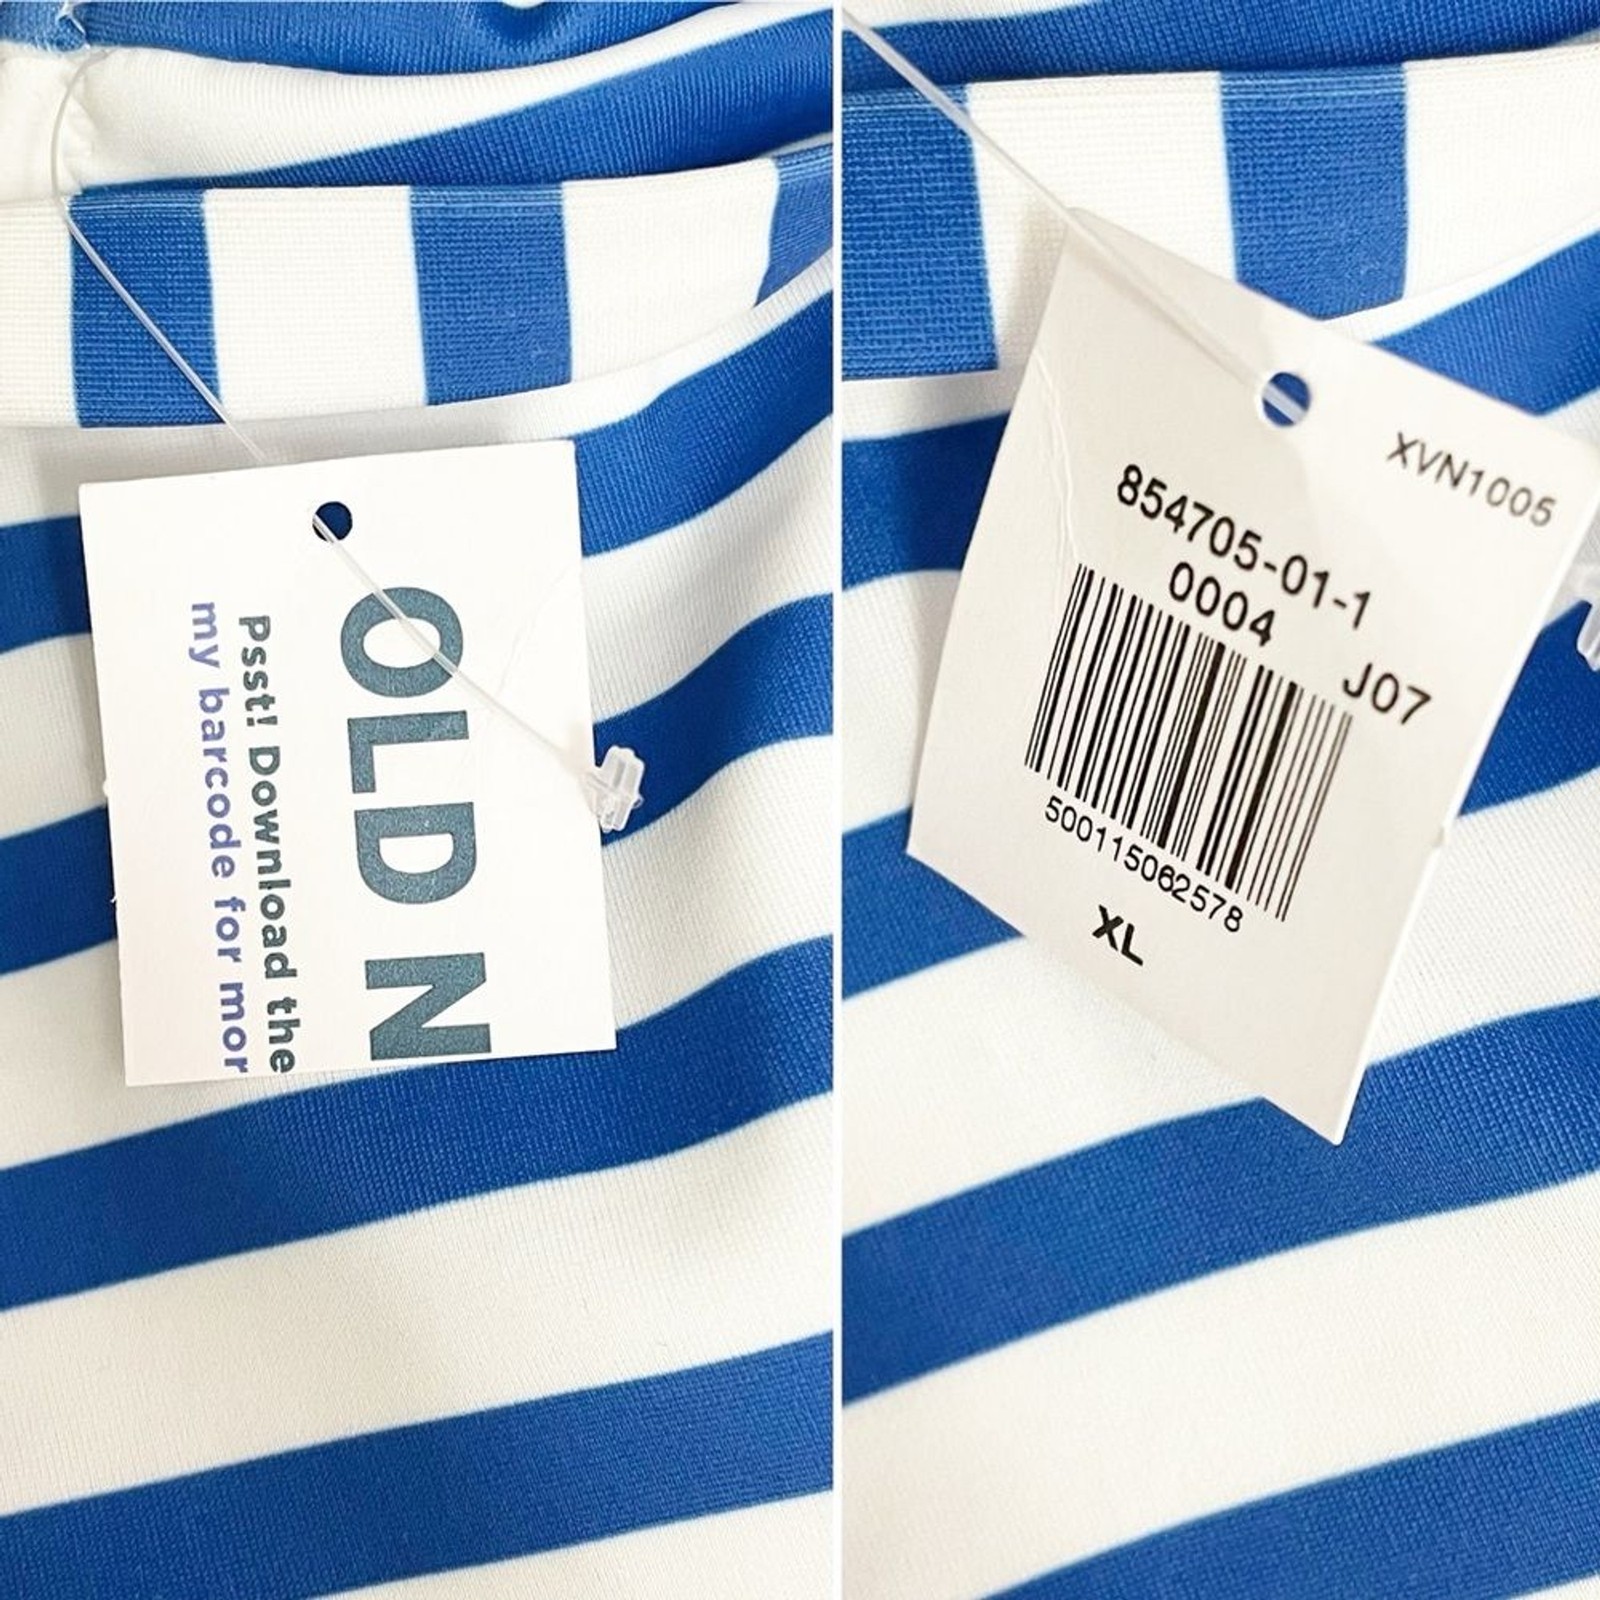 OLD N
Psst! Download the
my barcode for mor
XVN1005
854705-01-1
0004
J07
500115062578
XL